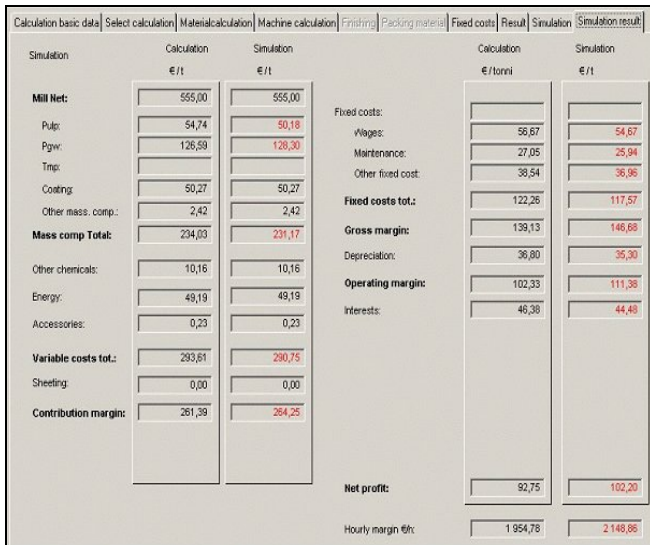 Calculation basic data Select calculation Materialcalculation Machine calculation Finishing Packing material Fixed costs Result Simulation Simulation result
Simulation
Calculation
€/t
Simulation
€/t
Mill Net: 555,00 555,00
Pulp: 54,74 50,18
Pgw: 126,59 128,30
Tmp:
Coating: 50,27 50,27
Other mass. comp.: 2,42 2,42
Mass comp Total: 234,03 231,17
Other chemicals: 10,16 10,16
Energy: 49,19 49,19
Accessories: 0,23 0,23
Variable costs tot.: 293,61 290,75
Sheeting: 0,00 0,00
Contribution margin: 261,39 264,25
Calculation
€/tonni
Simulation
€/t
Fixed costs:
Wages: 56,67 54,67
Maintenance: 27,05 25,94
Other fixed cost: 38,54 36,96
Fixed costs tot.: 122,26 117,57
Gross margin: 139,13 146,68
Depreciation: 36,80 35,30
Operating margin: 102,33 111,38
Interests: 46,38 44,48
Net profit: 92,75 102,20
Hourly margin €/h: 1 954,78 2 148,86